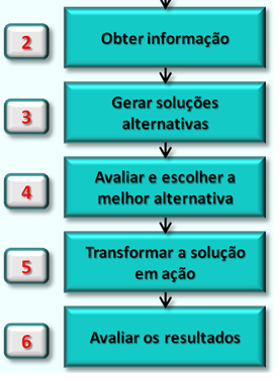 2
Obter informação
3
Gerar soluções
alternativas
4
Avaliar e escolher a
melhor alternativa
5
Transformar a solução
em ação
6
Avaliar os resultados